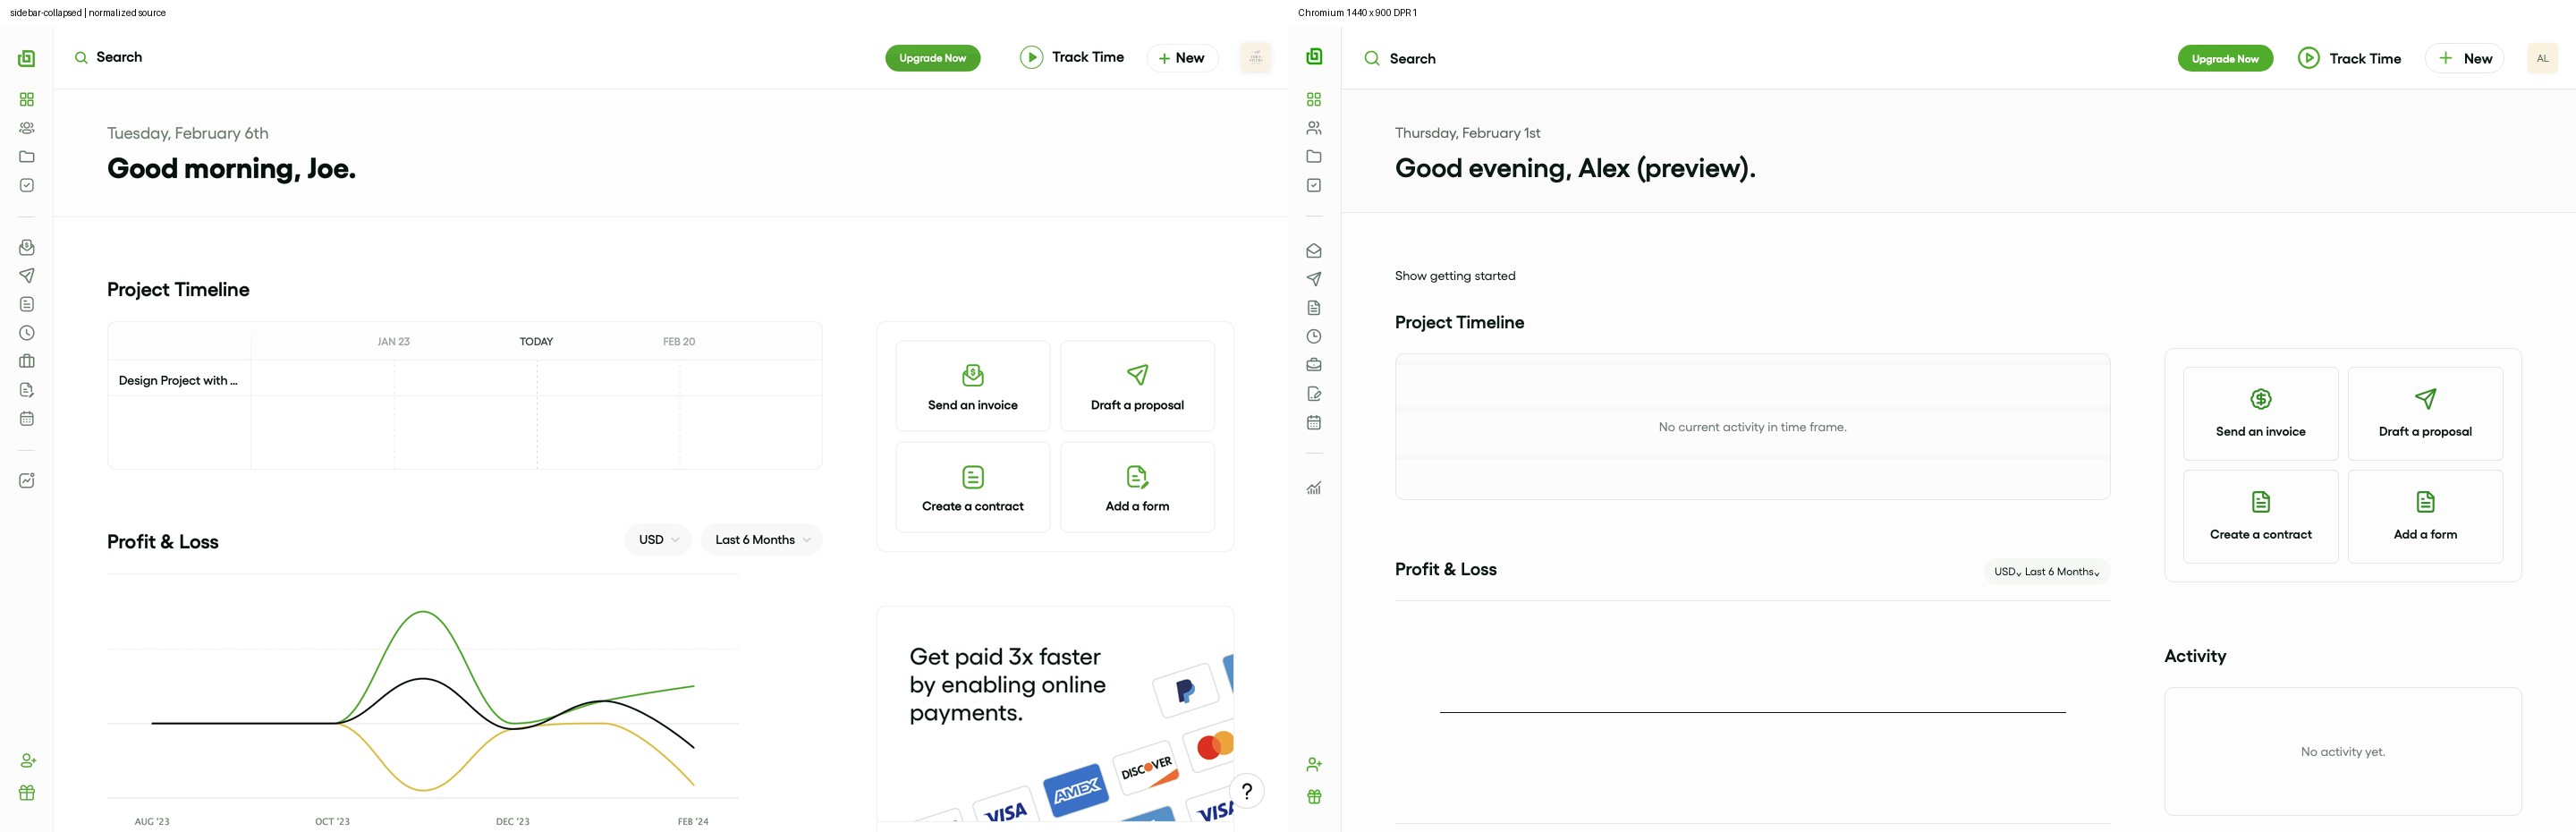 sidebar-collapsed | normalized source
Search
Upgrade Now
Track Time
+ New
Tuesday, February 6th
Good morning, Joe.
Project Timeline
JAN 23
TODAY
FEB 20
Design Project with ...
Send an invoice
Draft a proposal
Create a contract
Add a form
Profit & Loss
USD
Last 6 Months
AUG '23
OCT '23
DEC '23
FEB '24
Get paid 3x faster
by enabling online
payments.
DISCOVER
AMEX
VISA
VISA
?
Chromium 1440 x 900 DPR 1
Search
Upgrade Now
Track Time
+ New
AL
Thursday, February 1st
Good evening, Alex (preview).
Show getting started
Project Timeline
No current activity in time frame.
Send an invoice
Draft a proposal
Create a contract
Add a form
Profit & Loss
USD Last 6 Months
Activity
No activity yet.